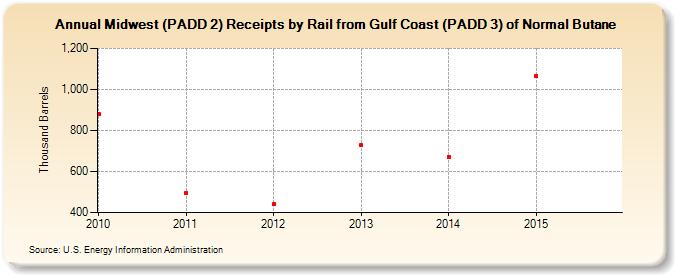 Annual Midwest (PADD 2) Receipts by Rail from Gulf Coast (PADD 3) of Normal Butane
Thousand Barrels
1,200
1,000
800
600
400
2010 2011 2012 2013 2014 2015
Source: U.S. Energy Information Administration